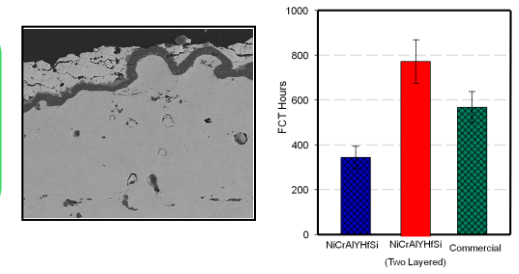 1000
800
600
400
200
0
FCT Hours
NiCrAlYHfSi
NiCrAlYHfSi
(Two Layered)
Commercial